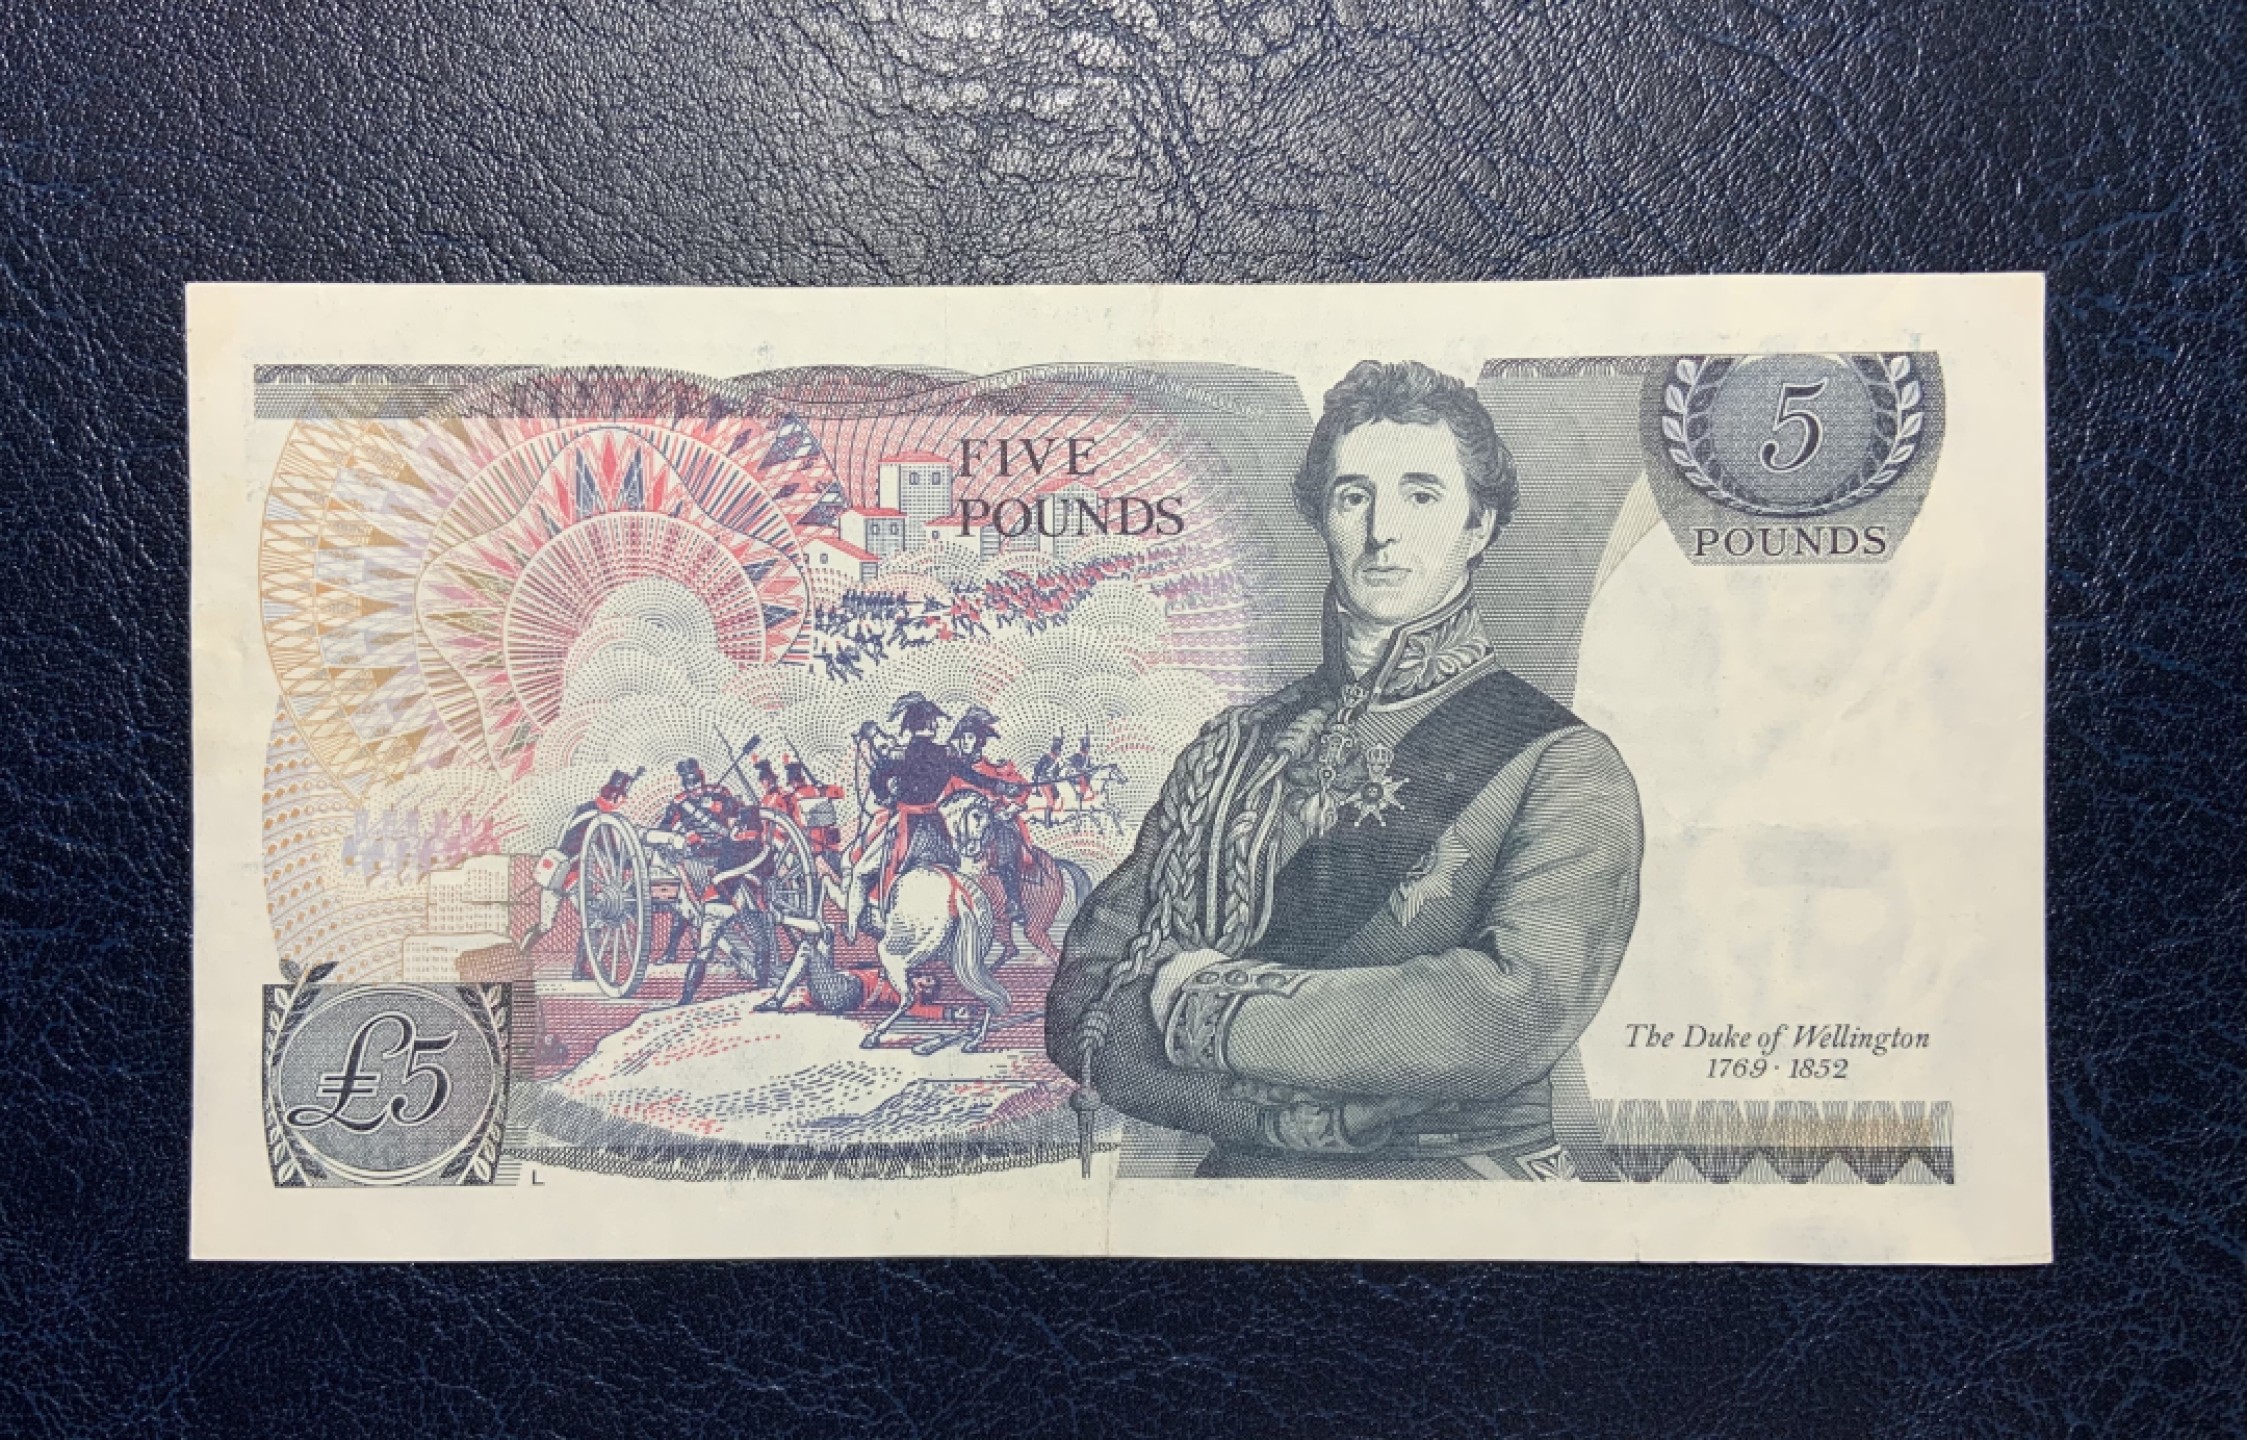 FIVE
POUNDS
5
POUNDS
£5
The Duke of Wellington
1769 · 1852
L